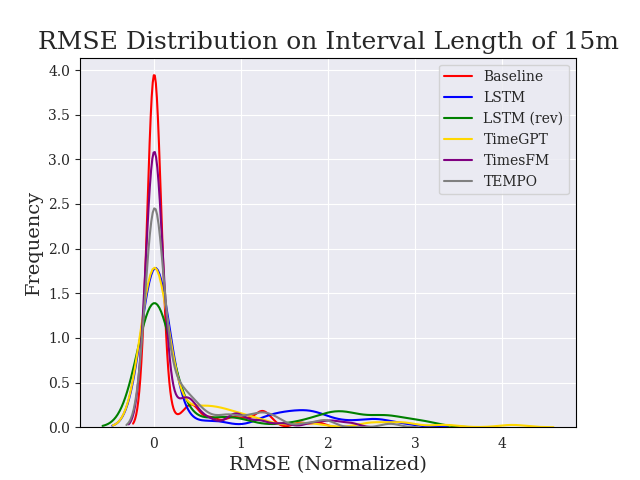 RMSE Distribution on Interval Length of 15m
4.0
3.5
3.0
2.5
2.0
1.5
1.0
0.5
0.0
Frequency
Baseline
LSTM
LSTM (rev)
TimeGPT
TimesFM
TEMPO
0 1 2 3 4
RMSE (Normalized)